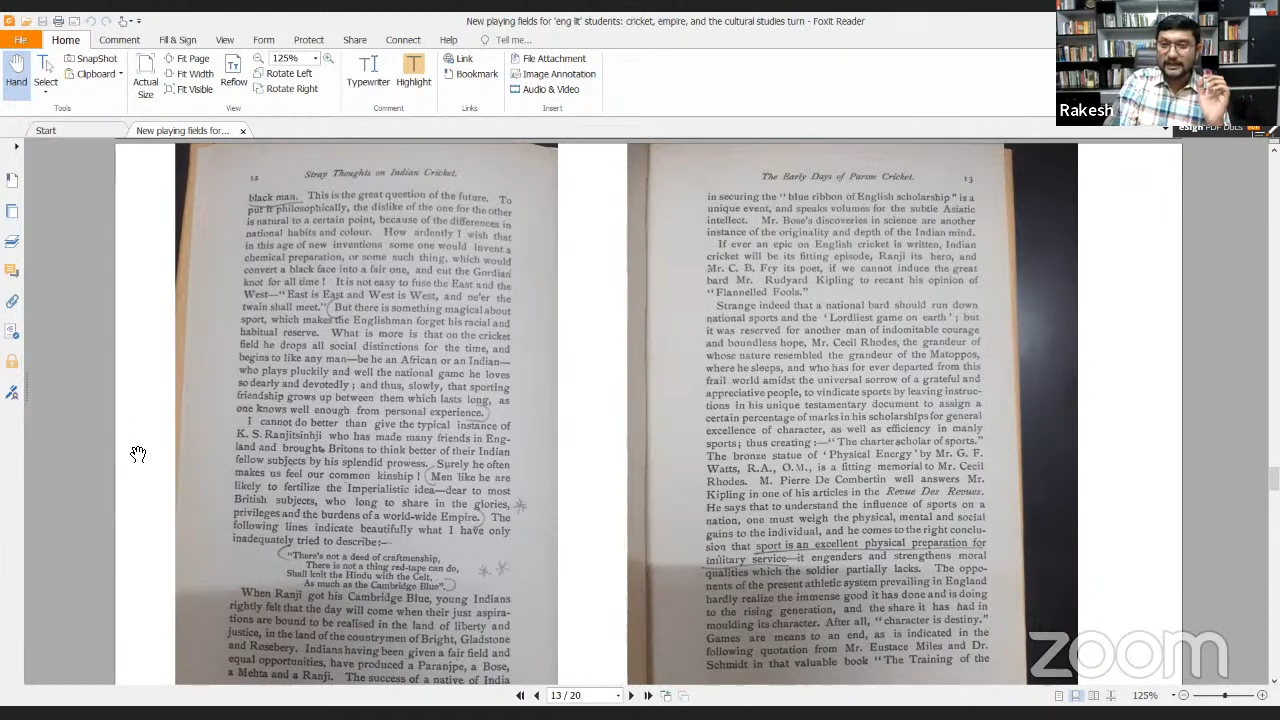 New playing fields for 'eng lit' students: cricket, empire, and the cultural studies turn - Foxit Reader
File
Home
Comment
Fill & Sign
View
Form
Protect
Share
Connect
Help
Tell me...
Hand
Select
SnapShot
Clipboard
Actual Size
Fit Page
Fit Width
Fit Visible
Reflow
125%
Rotate Left
Rotate Right
Typewriter
Highlight
Link
Bookmark
File Attachment
Image Annotation
Audio & Video
Tools
View
Comment
Links
Insert
Rakesh
Start
New playing fields for...
eSign PDF Docs
12 Stray Thoughts on Indian Cricket.
black man. This is the great question of the future. To
put it philosophically, the dislike of the one for the other
is natural to a certain point, because of the differences in
national habits and colour. How ardently I wish that
in this age of new inventions some one would invent a
chemical preparation, or some such thing, which would
convert a black face into a fair one, and cut the Gordian
knot for all time! It is not easy to fuse the East and the
West—"East is East and West is West, and ne'er the
twain shall meet." But there is something magical about
sport, which makes the Englishman forget his racial and
habitual reserve. What is more is that on the cricket
field he drops all social distinctions for the time, and
begins to like any man—be he an African or an Indian—
who plays pluckily and well the national game he loves
so dearly and devotedly; and thus, slowly, that sporting
friendship grows up between them which lasts long, as
one knows well enough from personal experience.
I cannot do better than give the typical instance of
K. S. Ranjitsinhji who has made many friends in Eng-
land and brought Britons to think better of their Indian
fellow subjects by his splendid prowess. Surely he often
makes us feel our common kinship! Men like he are
likely to fertilize the Imperialistic idea—dear to most
British subjects, who long to share in the glories,
privileges and the burdens of a world-wide Empire. The
following lines indicate beautifully what I have only
inadequately tried to describe:—
"There's not a deed of craftmenship,
There is not a thing red-tape can do,
Shall knit the Hindu with the Celt,
As much as the Cambridge Blue".
When Ranji got his Cambridge Blue, young Indians
rightly felt that the day will come when their just aspira-
tions are bound to be realised in the land of liberty and
justice, in the land of the countrymen of Bright, Gladstone
and Rosebery. Indians having been given a fair field and
equal opportunities, have produced a Paranjpe, a Bose,
a Mehta and a Ranji. The success of a native of India
The Early Days of Parsee Cricket. 13
in securing the "blue ribbon of English scholarship" is a
unique event, and speaks volumes for the subtle Asiatic
intellect. Mr. Bose's discoveries in science are another
instance of the originality and depth of the Indian mind.
If ever an epic on English cricket is written, Indian
cricket will be its fitting episode, Ranji its hero, and
Mr. C. B. Fry its poet, if we cannot induce the great
bard Mr. Rudyard Kipling to recant his opinion of
"Flannelled Fools."
Strange indeed that a national bard should run down
national sports and the 'Lordliest game on earth'; but
it was reserved for another man of indomitable courage
and boundless hope, Mr. Cecil Rhodes, the grandeur of
whose nature resembled the grandeur of the Matoppos,
where he sleeps, and who has for ever departed from this
frail world amidst the universal sorrow of a grateful and
appreciative people, to vindicate sports by leaving instruc-
tions in his unique testamentary document to assign a
certain percentage of marks in his scholarships for general
excellence of character, as well as efficiency in manly
sports; thus creating:—"The charter scholar of sports."
The bronze statue of 'Physical Energy' by Mr. G. F.
Watts, R.A., O.M., is a fitting memorial to Mr. Cecil
Rhodes. M. Pierre De Combertin well answers Mr.
Kipling in one of his articles in the Revue Des Revues.
He says that to understand the influence of sports on a
nation, one must weigh the physical, mental and social
gains to the individual, and he comes to the right conclu-
sion that sport is an excellent physical preparation for
military service—it engenders and strengthens moral
qualities which the soldier partially lacks. The oppo-
nents of the present athletic system prevailing in England
hardly realize the immense good it has done and is doing
to the rising generation, and the share it has had in
moulding its character. After all, "character is destiny."
Games are means to an end, as is indicated in the
following quotation from Mr. Eustace Miles and Dr.
Schmidt in that valuable book "The Training of the
zoom
13 / 20
125%